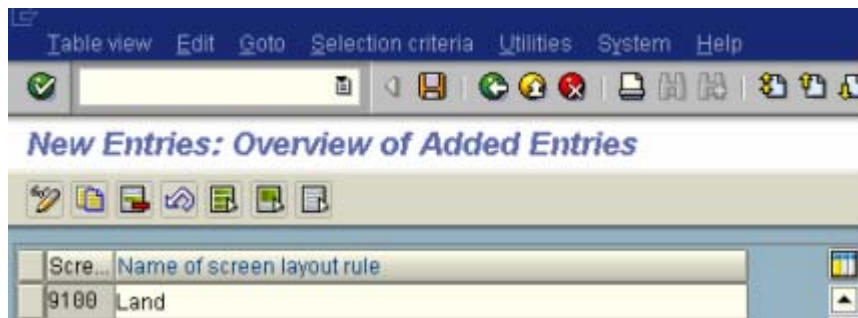 Table view Edit Goto Selection criteria Utilities System Help
New Entries: Overview of Added Entries
Scre... Name of screen layout rule
9100 Land